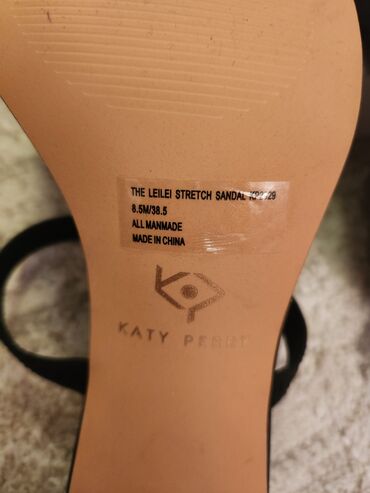 THE LEILEI STRETCH SANDAL
8.5M/38.5
ALL MANMADE
MADE IN CHINA
KATY PERRY